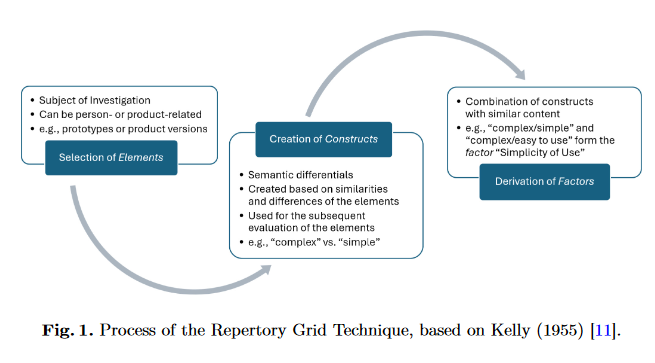 • Subject of Investigation
• Can be person- or product-related
• e.g., prototypes or product versions
Selection of Elements
Creation of Constructs
• Semantic differentials
• Created based on similarities
and differences of the elements
• Used for the subsequent
evaluation of the elements
• e.g., “complex” vs. “simple”
• Combination of constructs
with similar content
• e.g., “complex/simple” and
“complex/easy to use” form the
factor “Simplicity of Use”
Derivation of Factors
Fig. 1. Process of the Repertory Grid Technique, based on Kelly (1955) [11].